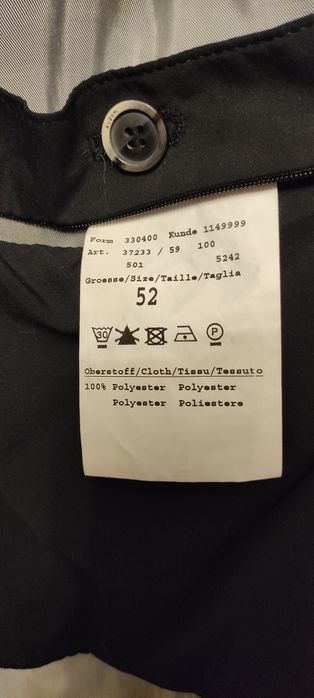 Form 330400 Kunde 1149999
Art. 37233 / 59 100
501 5242
Groesse/Size/Taille/Taglia
52
30 P
Oberstoff/Cloth/Tissu/Tessuto
100% Polyester Polyester
Polyester Poliestere